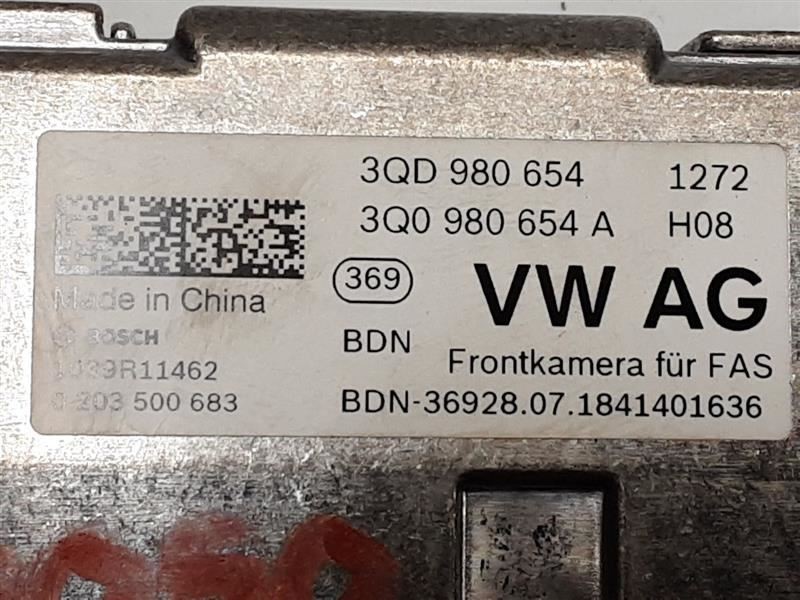 3QD 980 654 1272
3Q0 980 654 A H08
369 VW AG
Made in China
BOSCH BDN
Frontkamera für FAS
1039R11462
0 203 500 683 BDN-36928.07.1841401636